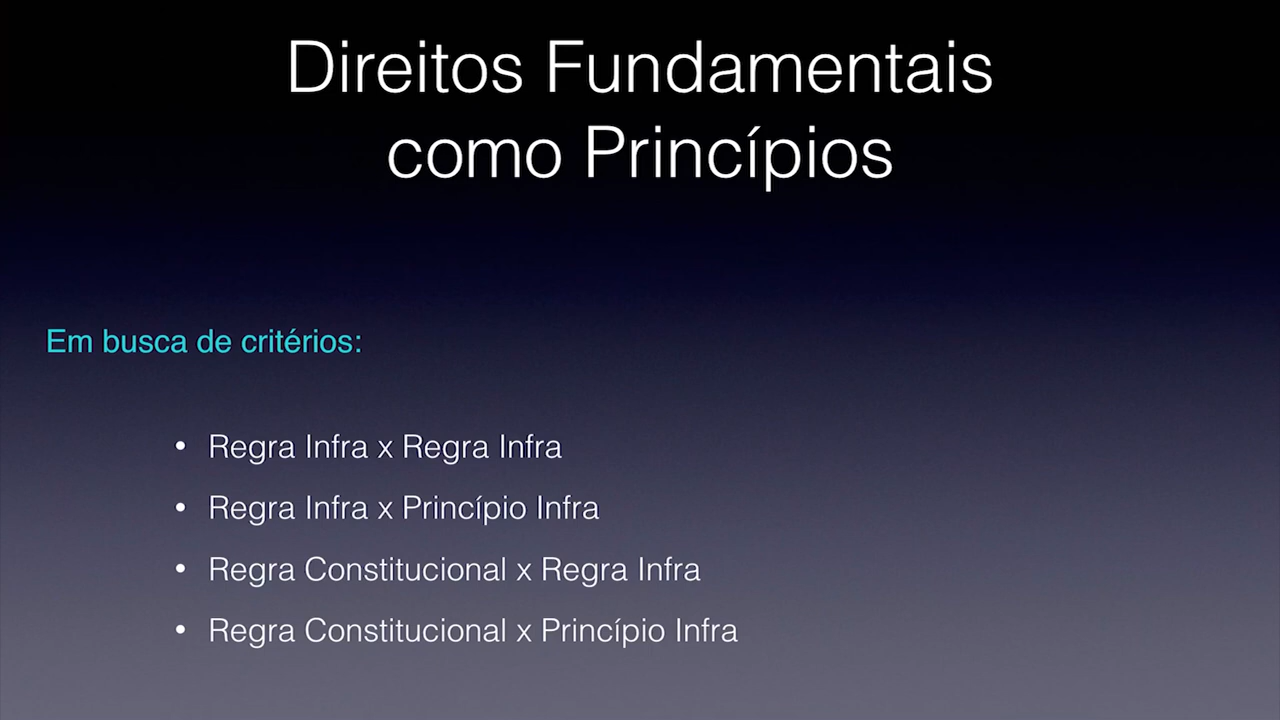 Direitos Fundamentais
como Princípios
Em busca de critérios:
• Regra Infra x Regra Infra
• Regra Infra x Princípio Infra
• Regra Constitucional x Regra Infra
• Regra Constitucional x Princípio Infra